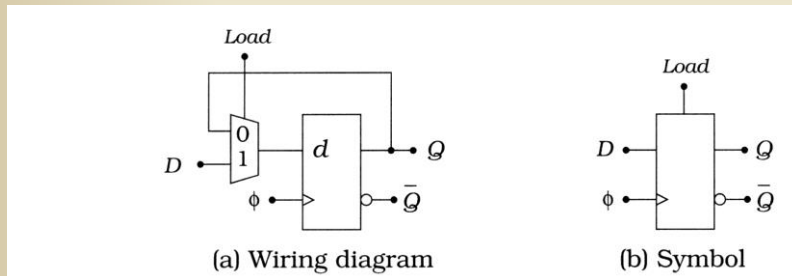 Load
0
1
d
D
Q
ϕ
Q̅
(a) Wiring diagram
Load
D
Q
ϕ
Q̅
(b) Symbol